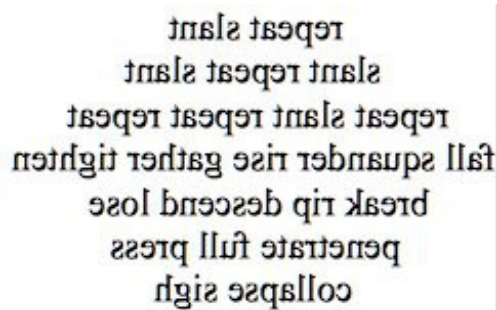 repeat slant
slant repeat slant
repeat slant repeat repeat
fall squander rise gather tighten
break rip descend lose
penetrate full press
collapse sigh